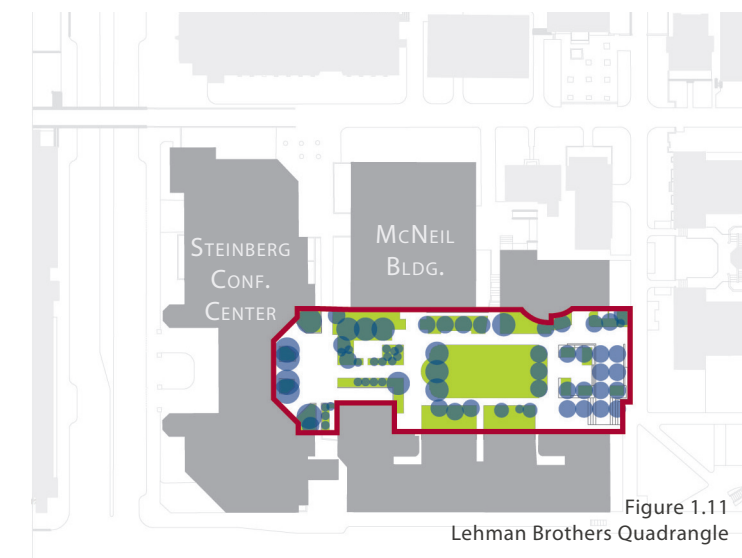 Steinberg
Conf.
Center
McNeil
Bldg.
Figure 1.11
Lehman Brothers Quadrangle